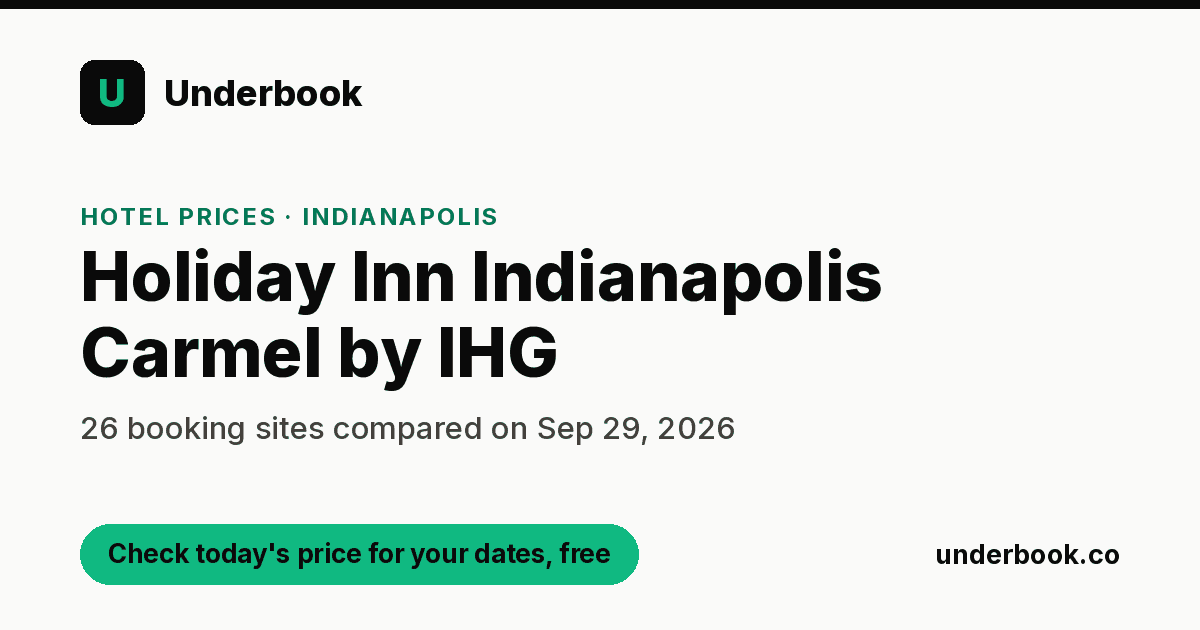 U
Underbook
HOTEL PRICES · INDIANAPOLIS
Holiday Inn Indianapolis
Carmel by IHG
26 booking sites compared on Sep 29, 2026
Check today's price for your dates, free
underbook.co